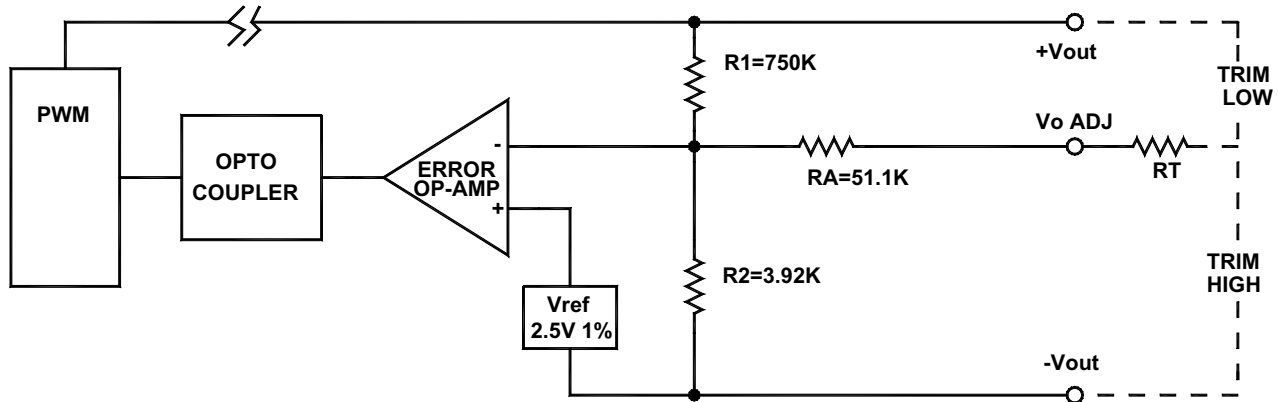 +Vout
R1=750K
TRIM
LOW
PWM
Vo ADJ
OPTO
COUPLER
-
ERROR
OP-AMP
+
RA=51.1K
RT
R2=3.92K
TRIM
HIGH
Vref
2.5V 1%
-Vout